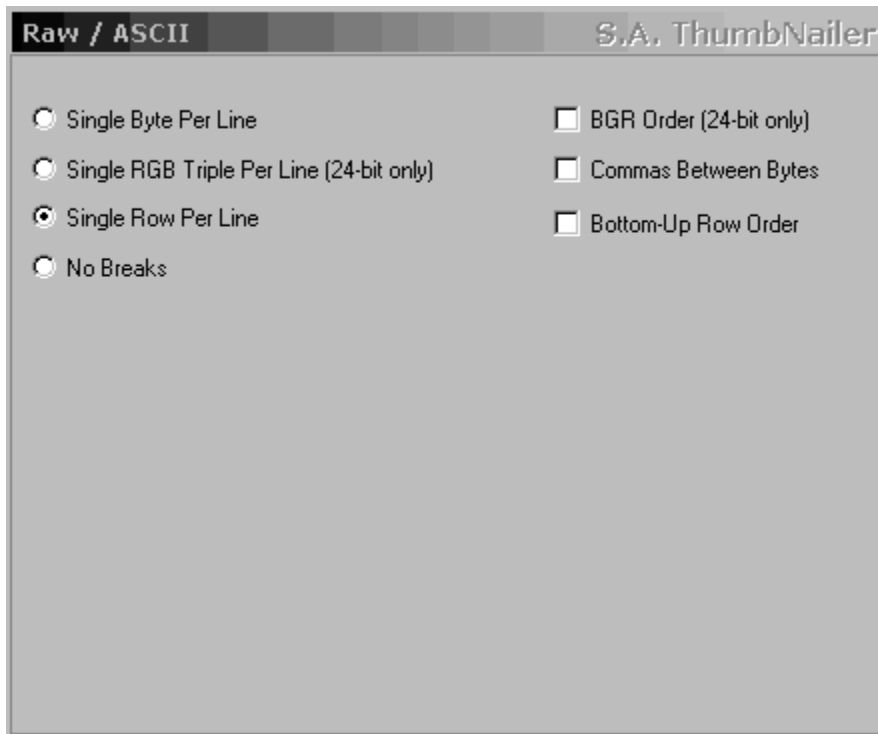 Raw / ASCII
S.A. ThumbNailer
Single Byte Per Line
Single RGB Triple Per Line (24-bit only)
Single Row Per Line
No Breaks
BGR Order (24-bit only)
Commas Between Bytes
Bottom-Up Row Order